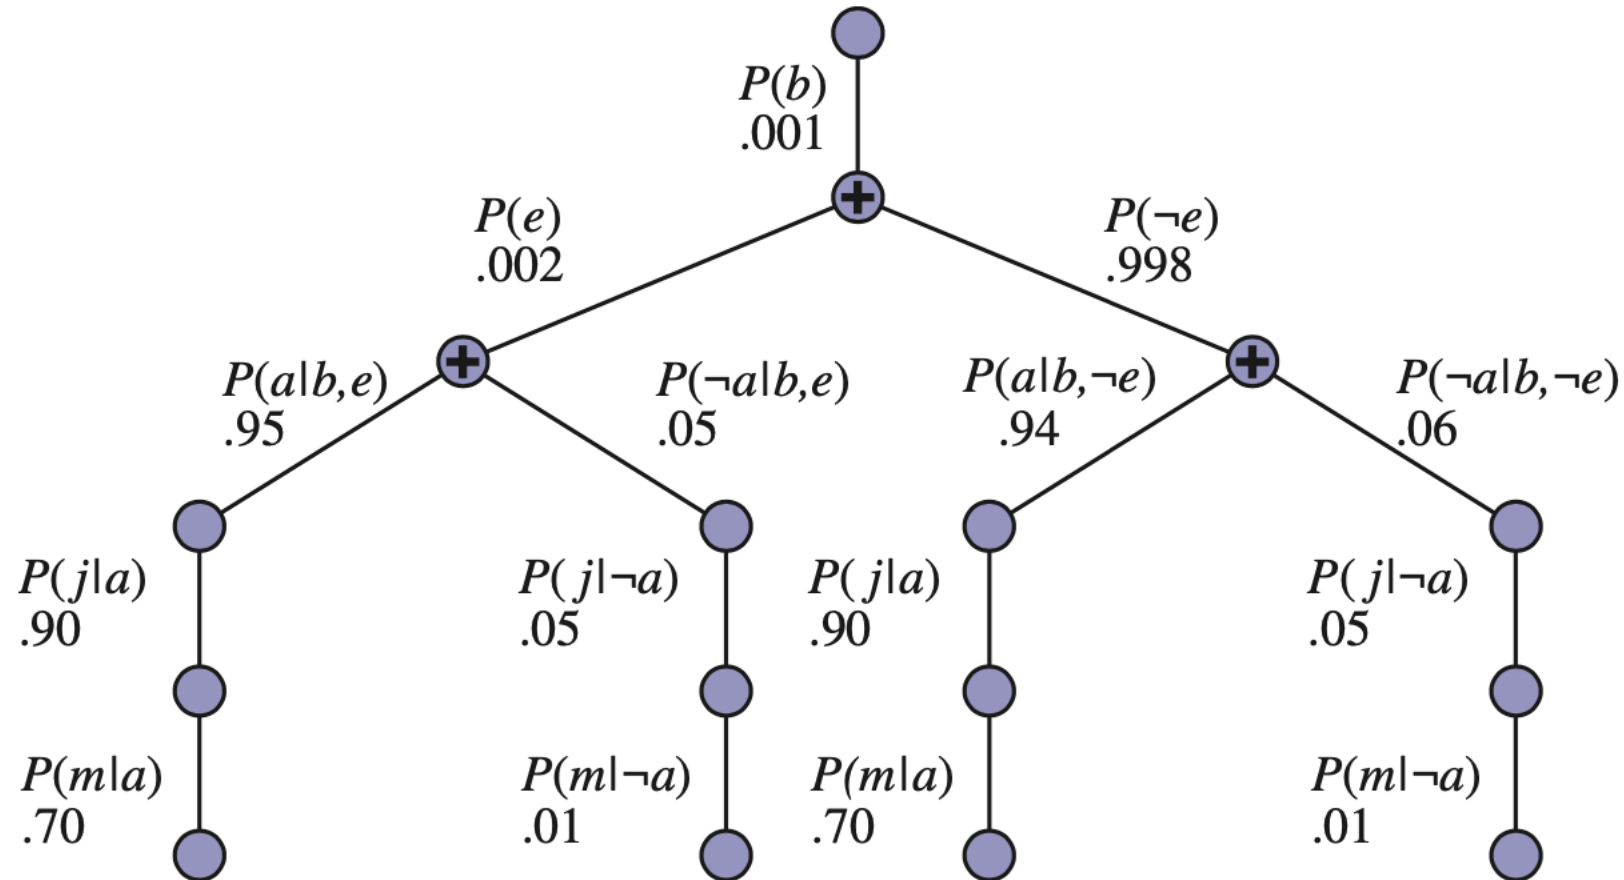 P(b)
.001
P(e)
.002
P(¬e)
.998
P(a|b,e)
.95
P(¬a|b,e)
.05
P(a|b,¬e)
.94
P(¬a|b,¬e)
.06
P(j|a)
.90
P(j|¬a)
.05
P(j|a)
.90
P(j|¬a)
.05
P(m|a)
.70
P(m|¬a)
.01
P(m|a)
.70
P(m|¬a)
.01